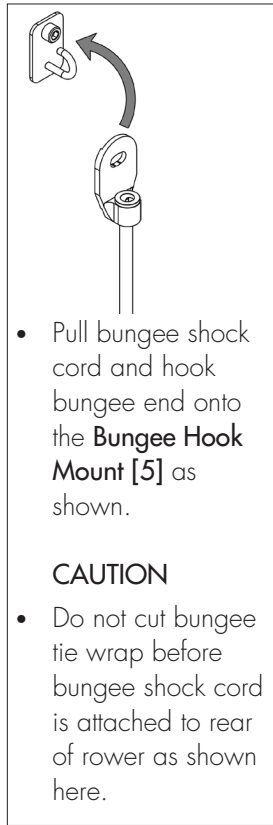 • Pull bungee shock
cord and hook
bungee end onto
the Bungee Hook
Mount [5] as
shown.
CAUTION
• Do not cut bungee
tie wrap before
bungee shock cord
is attached to rear
of rower as shown
here.